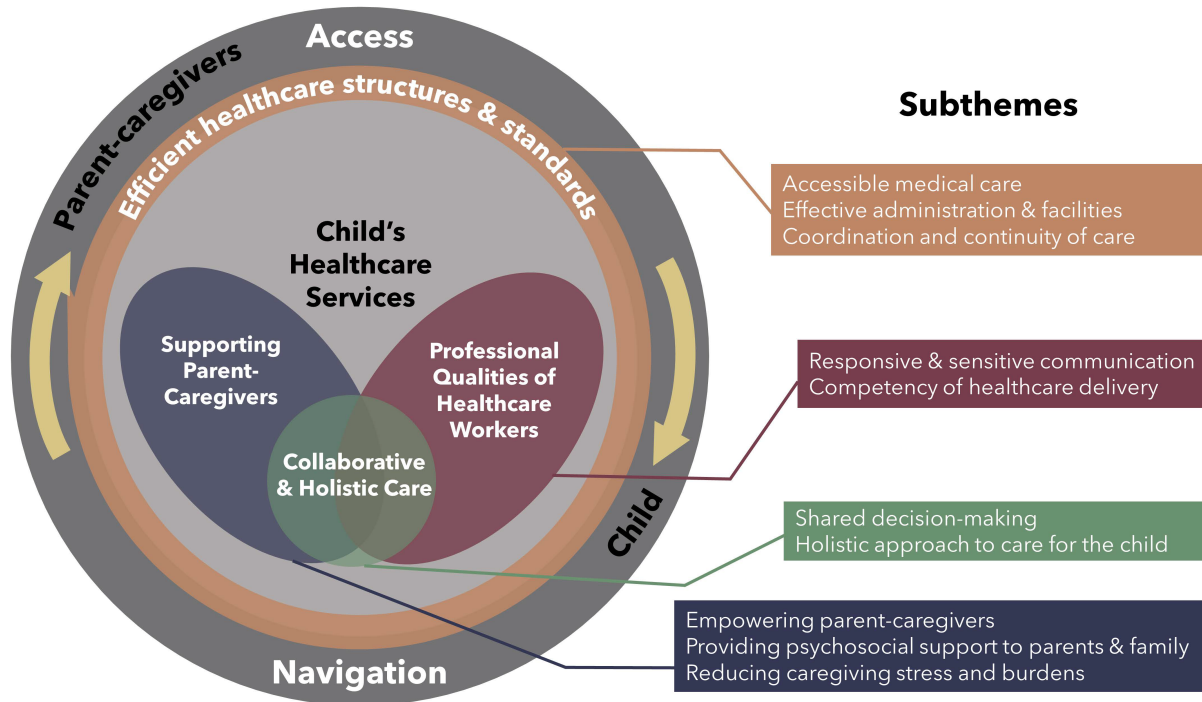 Access
Parent-caregivers
Efficient healthcare structures & standards
Child's
Healthcare
Services
Supporting
Parent-
Caregivers
Professional
Qualities of
Healthcare
Workers
Collaborative
& Holistic Care
Child
Navigation
Subthemes
Accessible medical care
Effective administration & facilities
Coordination and continuity of care
Responsive & sensitive communication
Competency of healthcare delivery
Shared decision-making
Holistic approach to care for the child
Empowering parent-caregivers
Providing psychosocial support to parents & family
Reducing caregiving stress and burdens